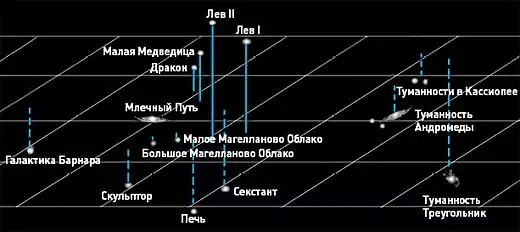 Лев II
Лев I
Малая Медведица
Дракон
Туманности в Кассиопее
Млечный Путь
Туманность
Андромеды
Малое Магелланово Облако
Большое Магелланово Облако
Галактика Барнара
Скульптор
Секстант
Туманность
Треугольник
Печь